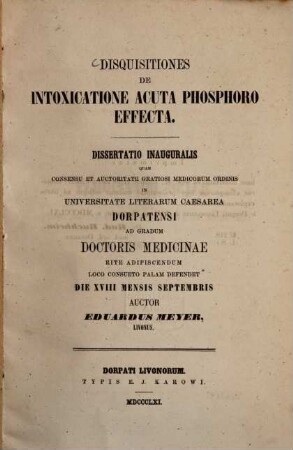 DISQUISITIONES
DE
INTOXICATIONE ACUTA PHOSPHORO
EFFECTA.
DISSERTATIO INAUGURALIS
QUAM
CONSENSU ET AUCTORITATE GRATIOSI MEDICORUM ORDINIS
IN
UNIVERSITATE LITERARUM CAESAREA
DORPATENSI
AD GRADUM
DOCTORIS MEDICINAE
RITE ADIPISCENDUM
LOCO CONSUETO PALAM DEFENDET
DIE XVIII MENSIS SEPTEMBRIS
AUCTOR
EDUARDUS MEYER,
LIVONUS.
DORPATI LIVONORUM.
TYPIS E. J. KAROWI.
MDCCCLXI.